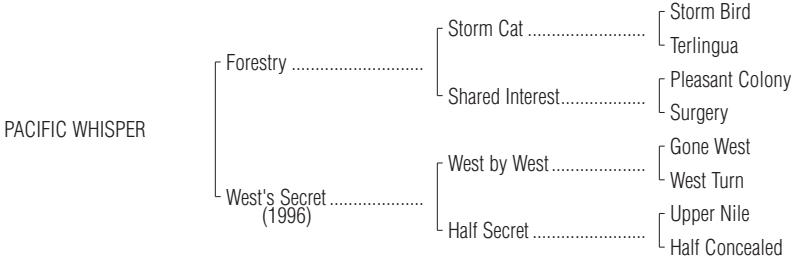 Storm Bird
Storm Cat ........................
Terlingua
Forestry ...........................
Pleasant Colony
Shared Interest..................
Surgery
PACIFIC WHISPER
Gone West
West by West....................
West Turn
West's Secret ....................
(1996)
Upper Nile
Half Secret ........................
Half Concealed